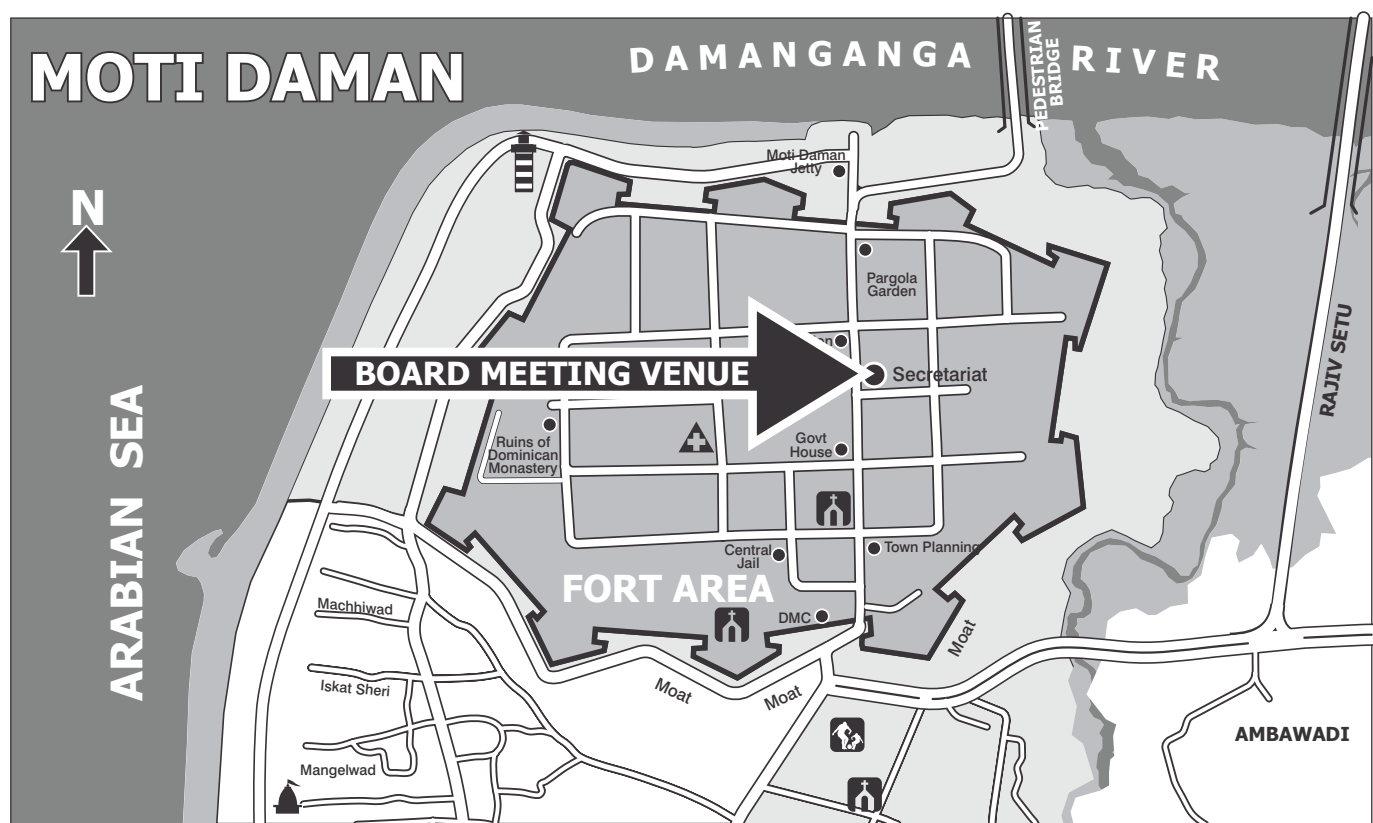 MOTI DAMAN
DAMANGANGA RIVER
PEDESTRIAN
BRIDGE
Moti Daman
Jetty
N
Pargola
Garden
RAJIV SETU
BOARD MEETING VENUE
Secretariat
ARABIAN SEA
Ruins of
Dominican
Monastery
Govt
House
Central
Jail
Town Planning
FORT AREA
Machhiwad
DMC
Moat
Iskat Sheri
Moat
Moat
AMBAWADI
Mangelwad